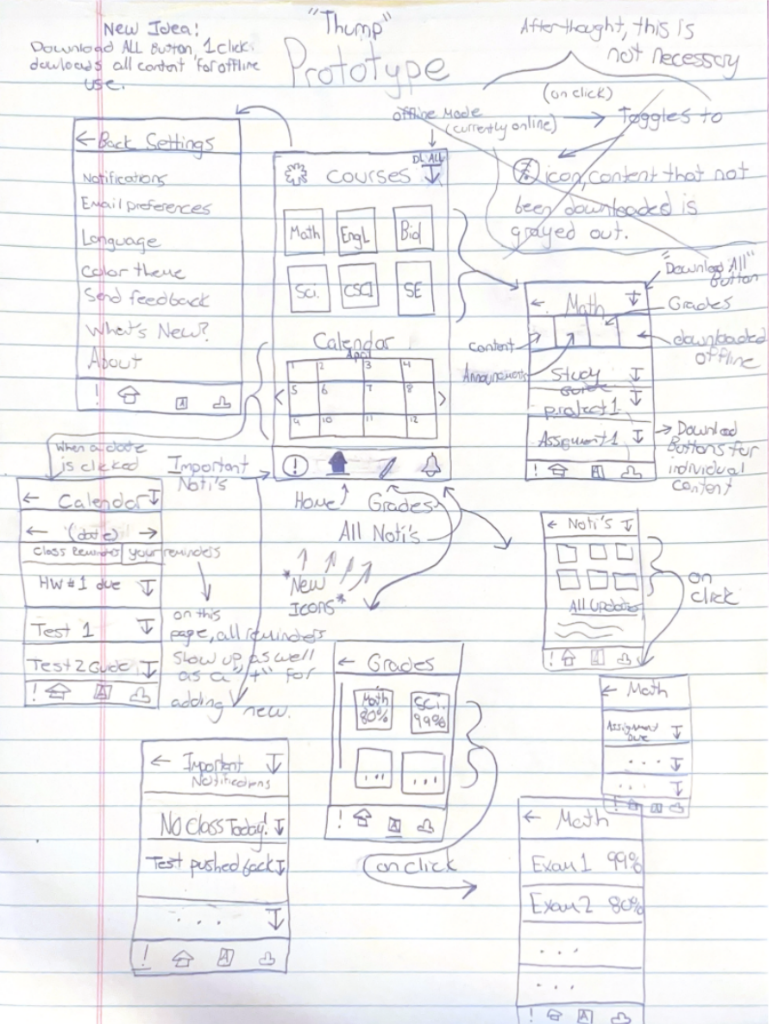 New Idea!
Download ALL Button, 1 click:
downloads all content for offline
use.
"Thump"
Prototype
Afterthought, this is
not necessary
(on click)
offline Mode
(currently online)
Toggles to
icon, content that not
been downloaded is
grayed out.
← Back Settings
Notifications
Email preferences
Language
Color theme
Send feedback
What's New?
About
!
A
DL ALL
Courses
Math
Engl
Bio
Sci.
CSCI
SE
Calendar
April
1 2 3 4
5 6 7 8
9 10 11 12
!
Home
Grades
All Noti's
*New
Icons*
"Download All"
Button
← Math
Grades
Content
downloaded
offline
Study
Guide
project 1
Assignment 1
!
A
Download
Buttons for
individual
content
When a date
is clicked
Important
Noti's
← Calendar
← (date) →
Class Reminders
your reminders
HW #1 due
Test 1
Test 2 Guide
!
A
on this
page, all reminders
show up as well
as a "+" for
adding new.
← Noti's
All Updates
!
A
on
click
← Math
Assignment
Due
...
...
!
A
← Grades
Math
80%
Sci.
99%
...
...
!
A
on click
← Important
Notifications
No Class Today!
Test pushed back
...
!
A
← Math
Exam 1 99%
Exam 2 80%
...
...
!
A